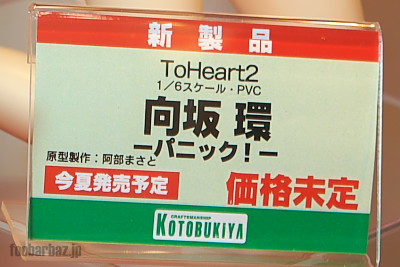 新製品
ToHeart2
1/6スケール・PVC
向坂 環
ーパニック!ー
原型製作:阿部まさと
今夏発売予定
価格未定
CRAFTSMANSHIP
KOTOBUKIYA
foobarbaz.jp